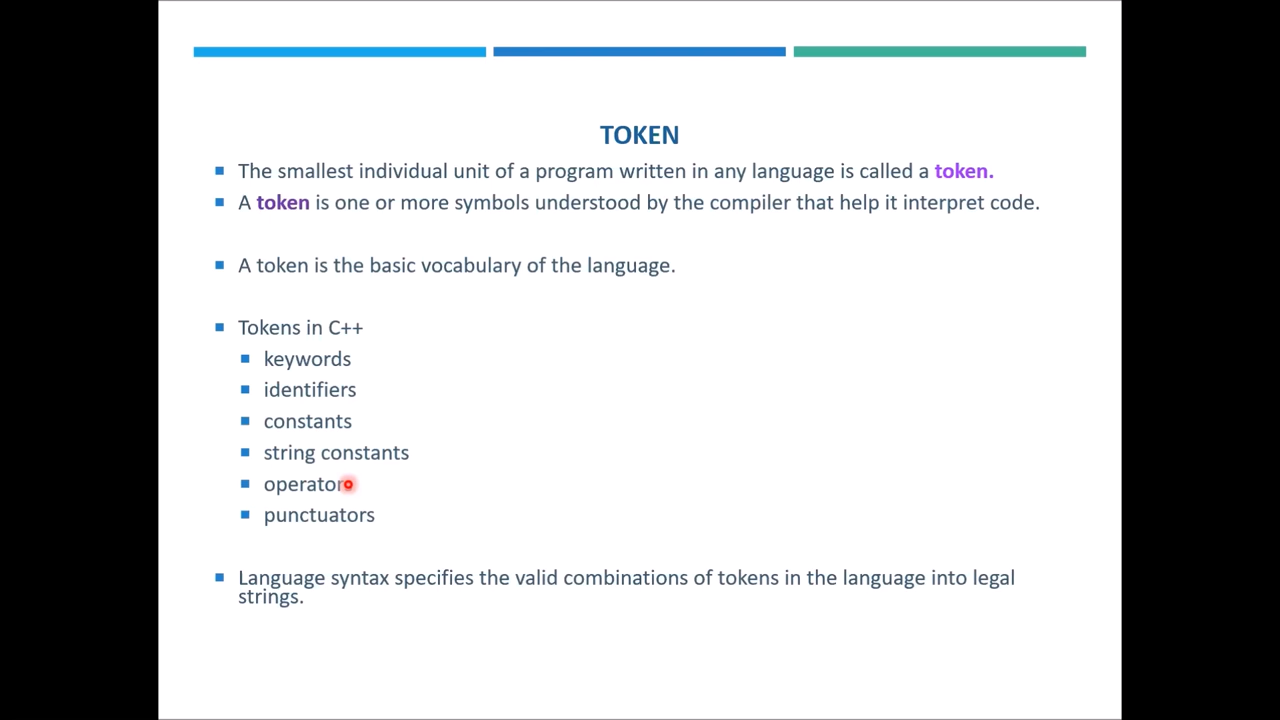 TOKEN
The smallest individual unit of a program written in any language is called a token.
A token is one or more symbols understood by the compiler that help it interpret code.
A token is the basic vocabulary of the language.
Tokens in C++
keywords
identifiers
constants
string constants
operators
punctuators
Language syntax specifies the valid combinations of tokens in the language into legal
strings.